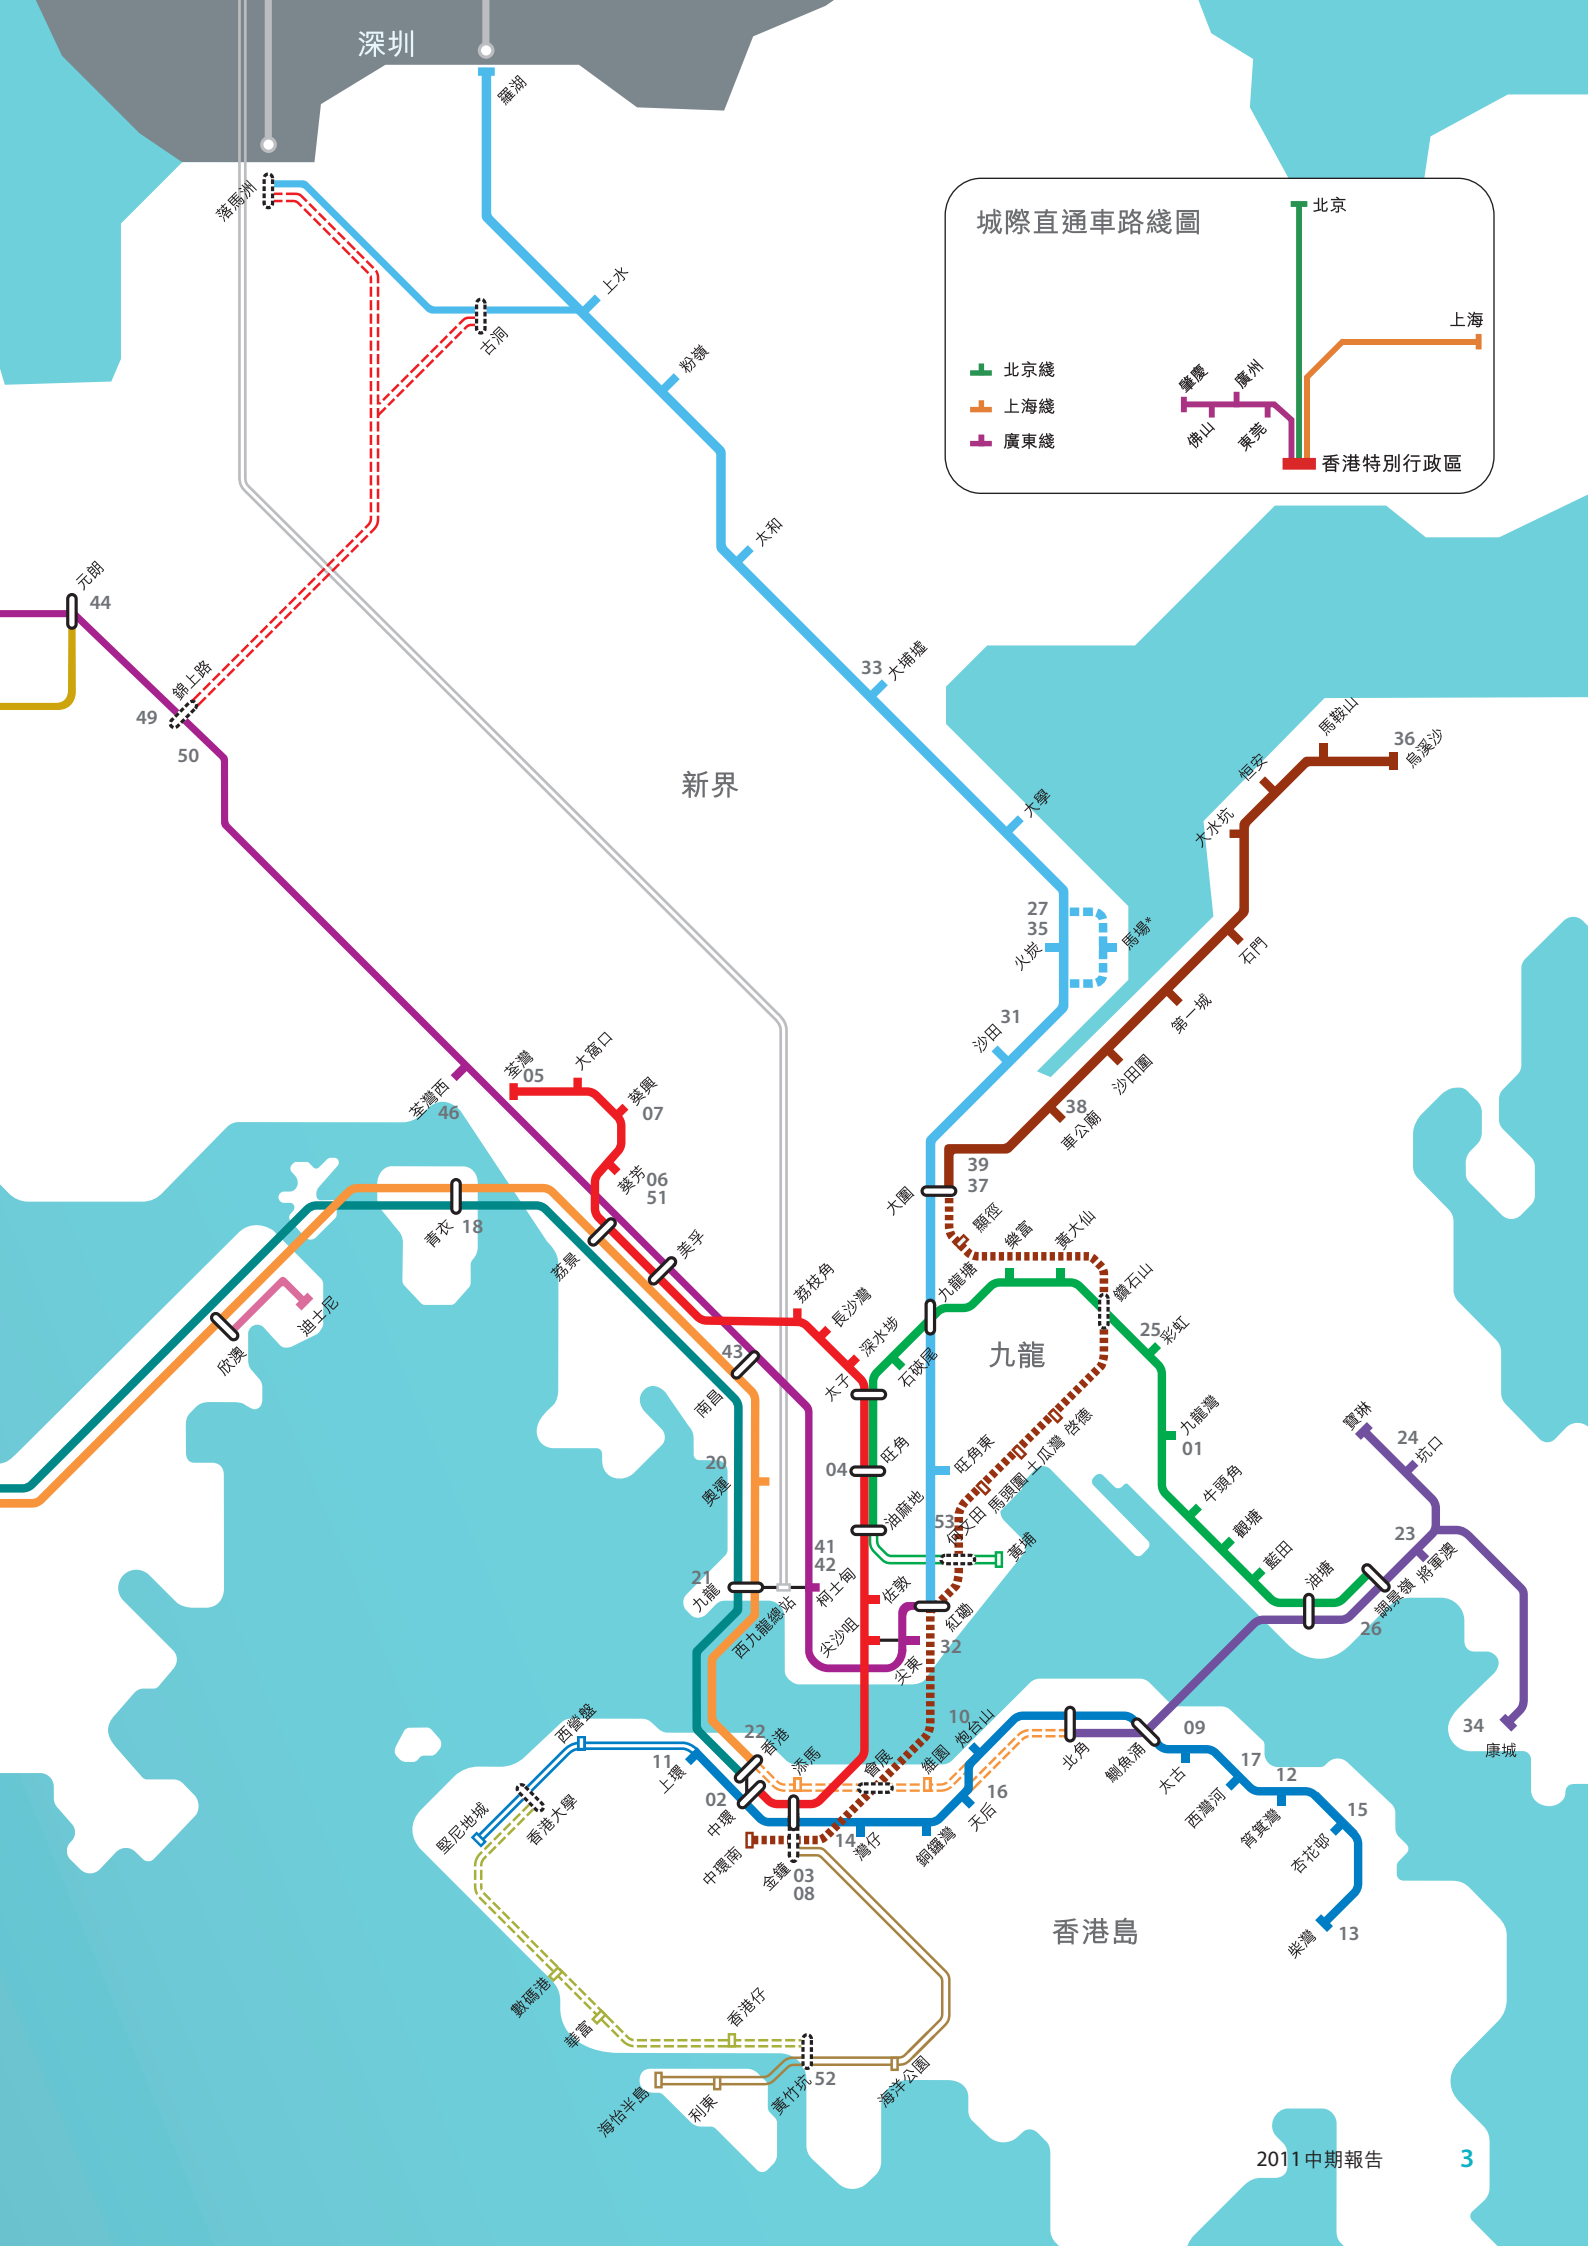 深圳
羅湖
落馬洲
上水
古洞
粉嶺
太和
城際直通車路綫圖
北京
上海
北京綫
上海綫
廣東綫
肇慶
廣州
佛山
東莞
香港特別行政區
元朗
44
錦上路
49
50
33
大埔墟
新界
大學
馬鞍山
36
烏溪沙
恒安
大水坑
石門
第一城
沙田圍
38
車公廟
27
35
火炭
馬場*
31
沙田
39
37
大圍
荃灣
05
大窩口
葵興
07
荃灣西
46
葵芳
06
51
青衣
18
荔景
美孚
欣澳
迪士尼
荔枝角
長沙灣
深水埗
太子
石硤尾
九龍塘
顯徑
樂富
黃大仙
鑽石山
九龍
25
彩虹
43
南昌
20
奧運
04
旺角
旺角東
油麻地
啓德
土瓜灣
馬頭圍
何文田
53
黃埔
九龍灣
01
牛頭角
觀塘
藍田
油塘
寶琳
24
坑口
23
將軍澳
調景嶺
26
34
康城
21
九龍
西九龍總站
41
42
柯士甸
佐敦
尖沙咀
尖東
紅磡
32
西營盤
11
上環
22
香港
02
中環
添馬
會展
維園
10
炮台山
北角
鰂魚涌
09
太古
17
西灣河
12
筲箕灣
15
杏花邨
柴灣
13
16
天后
銅鑼灣
14
灣仔
中環南
金鐘
03
08
堅尼地城
香港大學
香港島
數碼港
華富
香港仔
黃竹坑
52
海洋公園
利東
海怡半島
2011中期報告
3